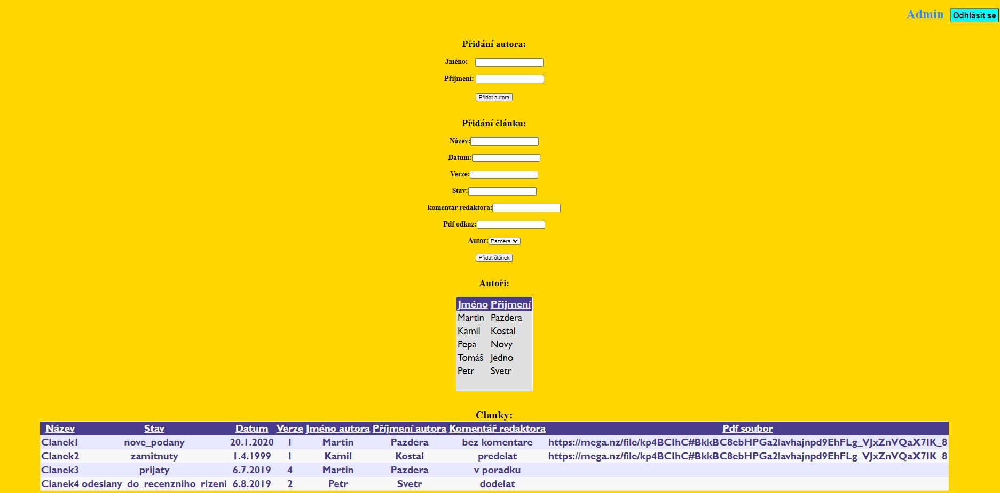 Admin Odhlásit se
Přidání autora:
Jméno:
Příjmení:
Přidat autora
Přidání článku:
Název:
Datum:
Verze:
Stav:
komentar redaktora:
Pdf odkaz:
Autor: Pazdera
Přidat článek
Autoři:
Jméno Přijmení
Martin Pazdera
Kamil Kostal
Pepa Novy
Tomáš Jedno
Petr Svetr
Clanky:
Název Stav Datum Verze Jméno autora Příjmení autora Komentář redaktora Pdf soubor
Clanek1 nove_podany 20.1.2020 1 Martin Pazdera bez komentare https://mega.nz/file/kp4BCIhC#BkkBC8ebHPGa2lavhajnpd9EhFLg_VJxZnVQaX7IK_8
Clanek2 zamitnuty 1.4.1999 1 Kamil Kostal predelat https://mega.nz/file/kp4BCIhC#BkkBC8ebHPGa2lavhajnpd9EhFLg_VJxZnVQaX7IK_8
Clanek3 prijaty 6.7.2019 4 Martin Pazdera v poradku
Clanek4 odeslany_do_recenzniho_rizeni 6.8.2019 2 Petr Svetr dodelat